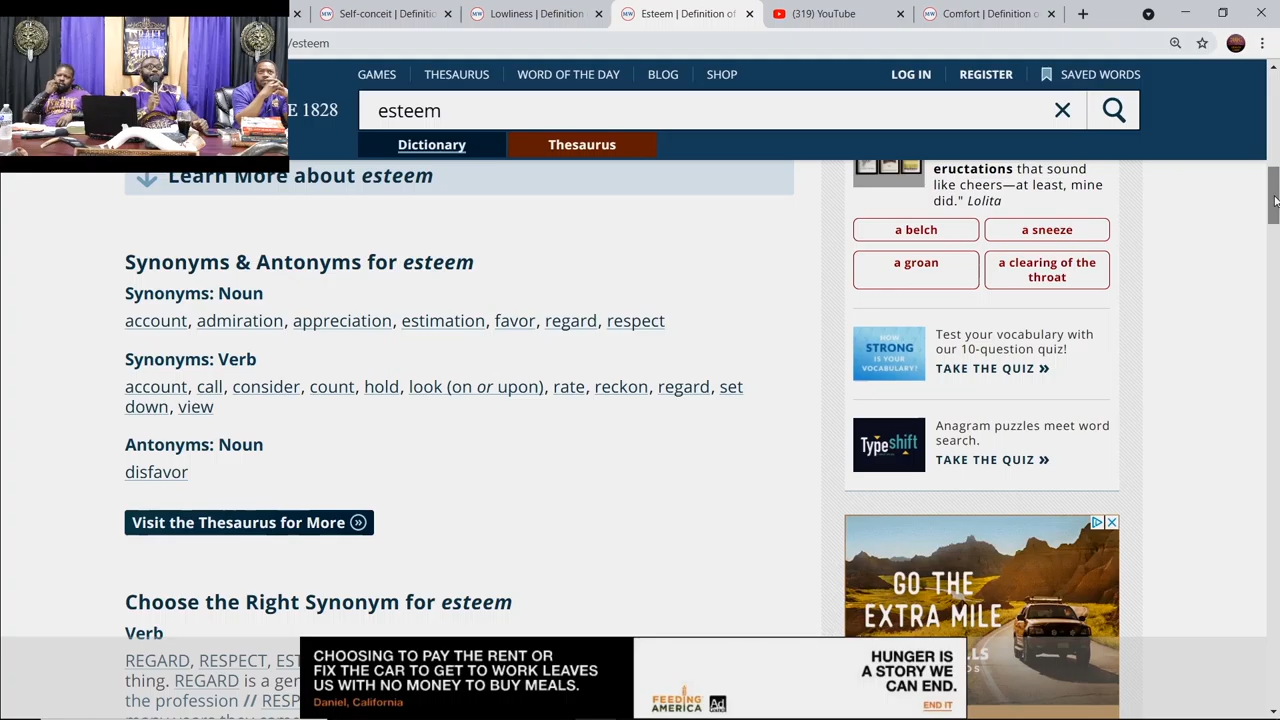 Self-conceit | Definiti
Lowliness | Definition
Esteem | Definition of
(319) YouTube
Comfort | Definition o
/esteem
GAMES THESAURUS WORD OF THE DAY BLOG SHOP LOG IN REGISTER SAVED WORDS
E 1828
esteem
Dictionary Thesaurus
Learn More about esteem
Synonyms & Antonyms for esteem
Synonyms: Noun
account, admiration, appreciation, estimation, favor, regard, respect
Synonyms: Verb
account, call, consider, count, hold, look (on or upon), rate, reckon, regard, set
down, view
Antonyms: Noun
disfavor
Visit the Thesaurus for More
Choose the Right Synonym for esteem
Verb
REGARD, RESPECT, EST
thing. REGARD is a gen
the profession // RESP
many years they com
eructations that sound
like cheers—at least, mine
did." Lolita
a belch
a sneeze
a groan
a clearing of the
throat
HOW
STRONG
IS YOUR
VOCABULARY?
Test your vocabulary with
our 10-question quiz!
TAKE THE QUIZ »
Typeshift
Anagram puzzles meet word
search.
TAKE THE QUIZ »
GO THE
EXTRA MILE
CHOOSING TO PAY THE RENT OR
FIX THE CAR TO GET TO WORK LEAVES
US WITH NO MONEY TO BUY MEALS.
Daniel, California
FEEDING
AMERICA
Ad
HUNGER IS
A STORY WE
CAN END.
END IT